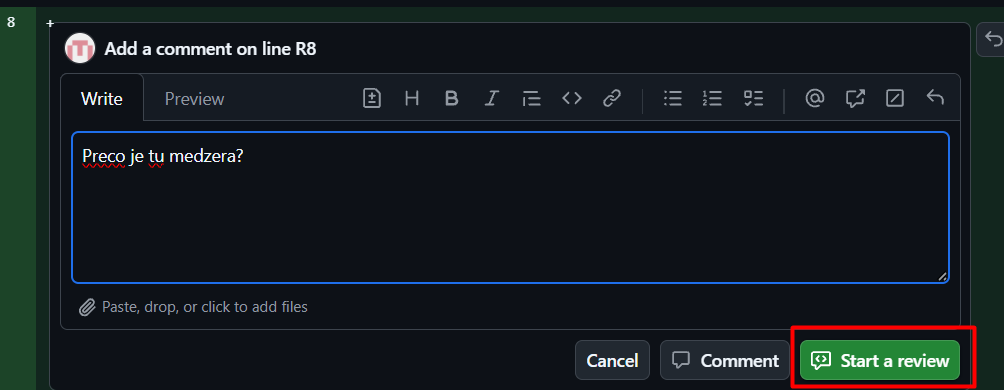 8 +
Add a comment on line R8
Write Preview
Preco je tu medzera?
Paste, drop, or click to add files
Cancel Comment Start a review